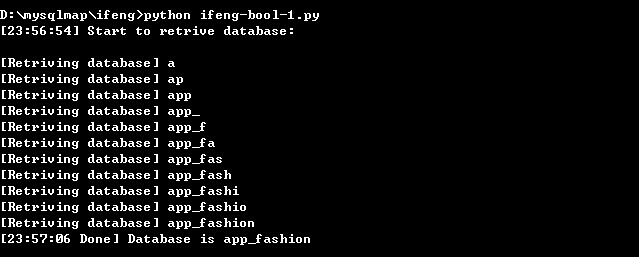 D:\mysqlmap\ifeng>python ifeng-bool-1.py
[23:56:54] Start to retrive database:
[Retriving database] a
[Retriving database] ap
[Retriving database] app
[Retriving database] app_
[Retriving database] app_f
[Retriving database] app_fa
[Retriving database] app_fas
[Retriving database] app_fash
[Retriving database] app_fashi
[Retriving database] app_fashio
[Retriving database] app_fashion
[23:57:06 Done] Database is app_fashion